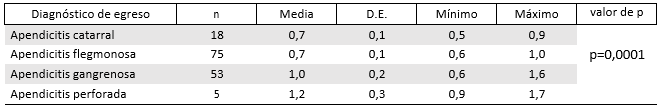 Diagnóstico de egreso n Media D.E. Mínimo Máximo valor de p
Apendicitis catarral 18 0,7 0,1 0,5 0,9
Apendicitis flegmonosa 75 0,7 0,1 0,6 1,0 p=0,0001
Apendicitis gangrenosa 53 1,0 0,2 0,6 1,6
Apendicitis perforada 5 1,2 0,3 0,9 1,7